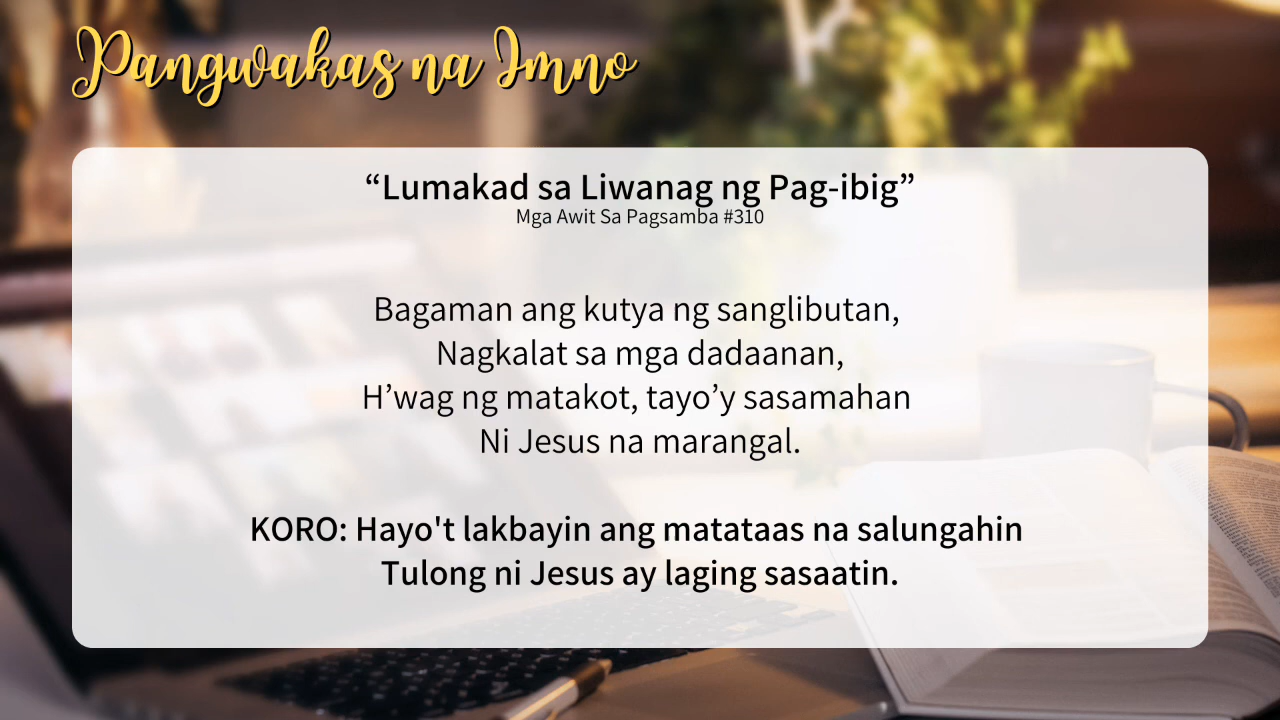 Pangwakas na Imno
“Lumakad sa Liwanag ng Pag-ibig”
Mga Awit Sa Pagsamba #310
Bagaman ang kutya ng sanglibutan,
Nagkalat sa mga dadaanan,
H’wag ng matakot, tayo’y sasamahan
Ni Jesus na marangal.
KORO: Hayo't lakbayin ang matataas na salungahin
Tulong ni Jesus ay laging sasaatin.